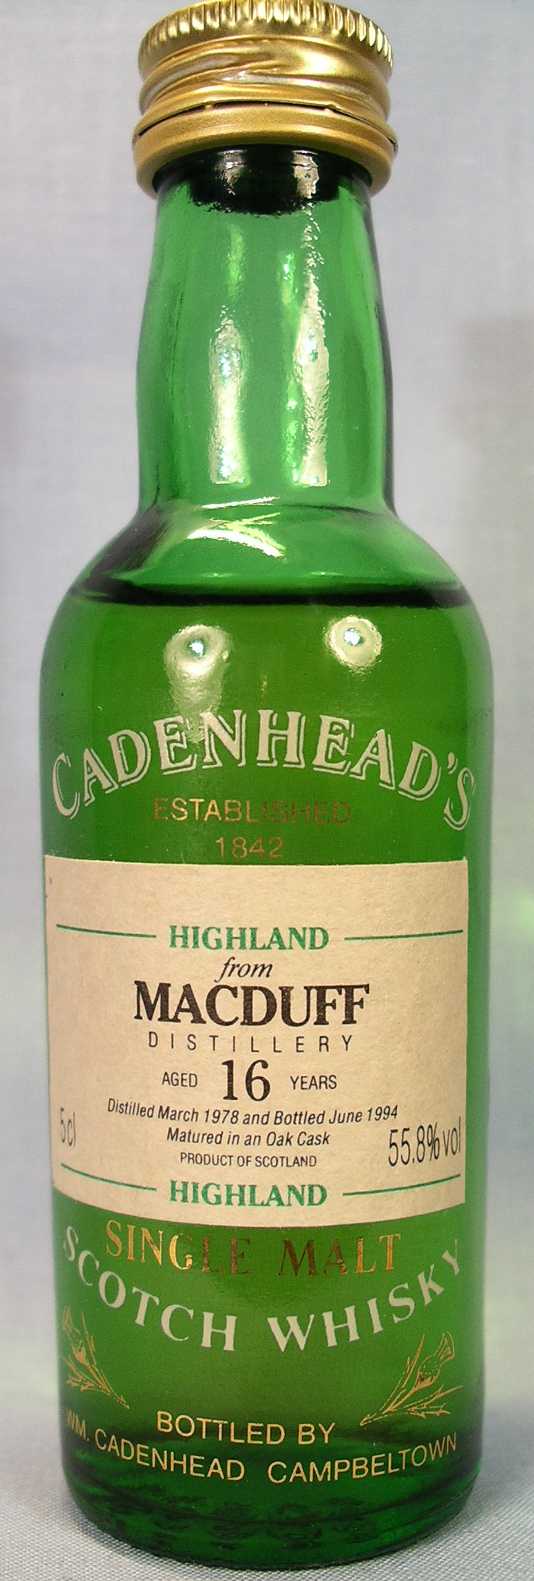 CADENHEAD'S
ESTABLISHED
1842
HIGHLAND
from
MACDUFF
DISTILLERY
AGED 16 YEARS
Distilled March 1978 and Bottled June 1994
Matured in an Oak Cask
5cl 55.8%vol
PRODUCT OF SCOTLAND
HIGHLAND
SINGLE MALT
SCOTCH WHISKY
BOTTLED BY
WM. CADENHEAD CAMPBELTOWN